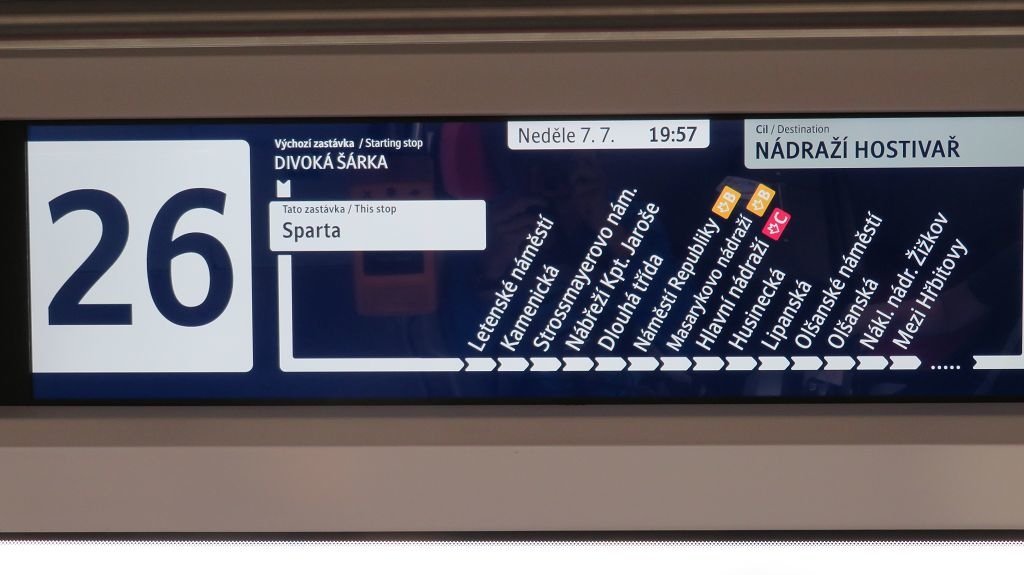 26
Výchozí zastávka / Starting stop
DIVOKÁ ŠÁRKA
Tato zastávka / This stop
Sparta
Neděle 7. 7. 19:57
Cíl / Destination
NÁDRAŽÍ HOSTIVAŘ
Letenské náměstí
Kamenická
Strossmayerovo nám.
Nábřeží Kpt. Jaroše
Dlouhá třída
Náměstí Republiky B
Masarykovo nádraží B
Hlavní nádraží C
Husinecká
Lipanská
Olšanské náměstí
Olšanská
Nákl. nádr. Žižkov
Mezi Hřbitovy
.....